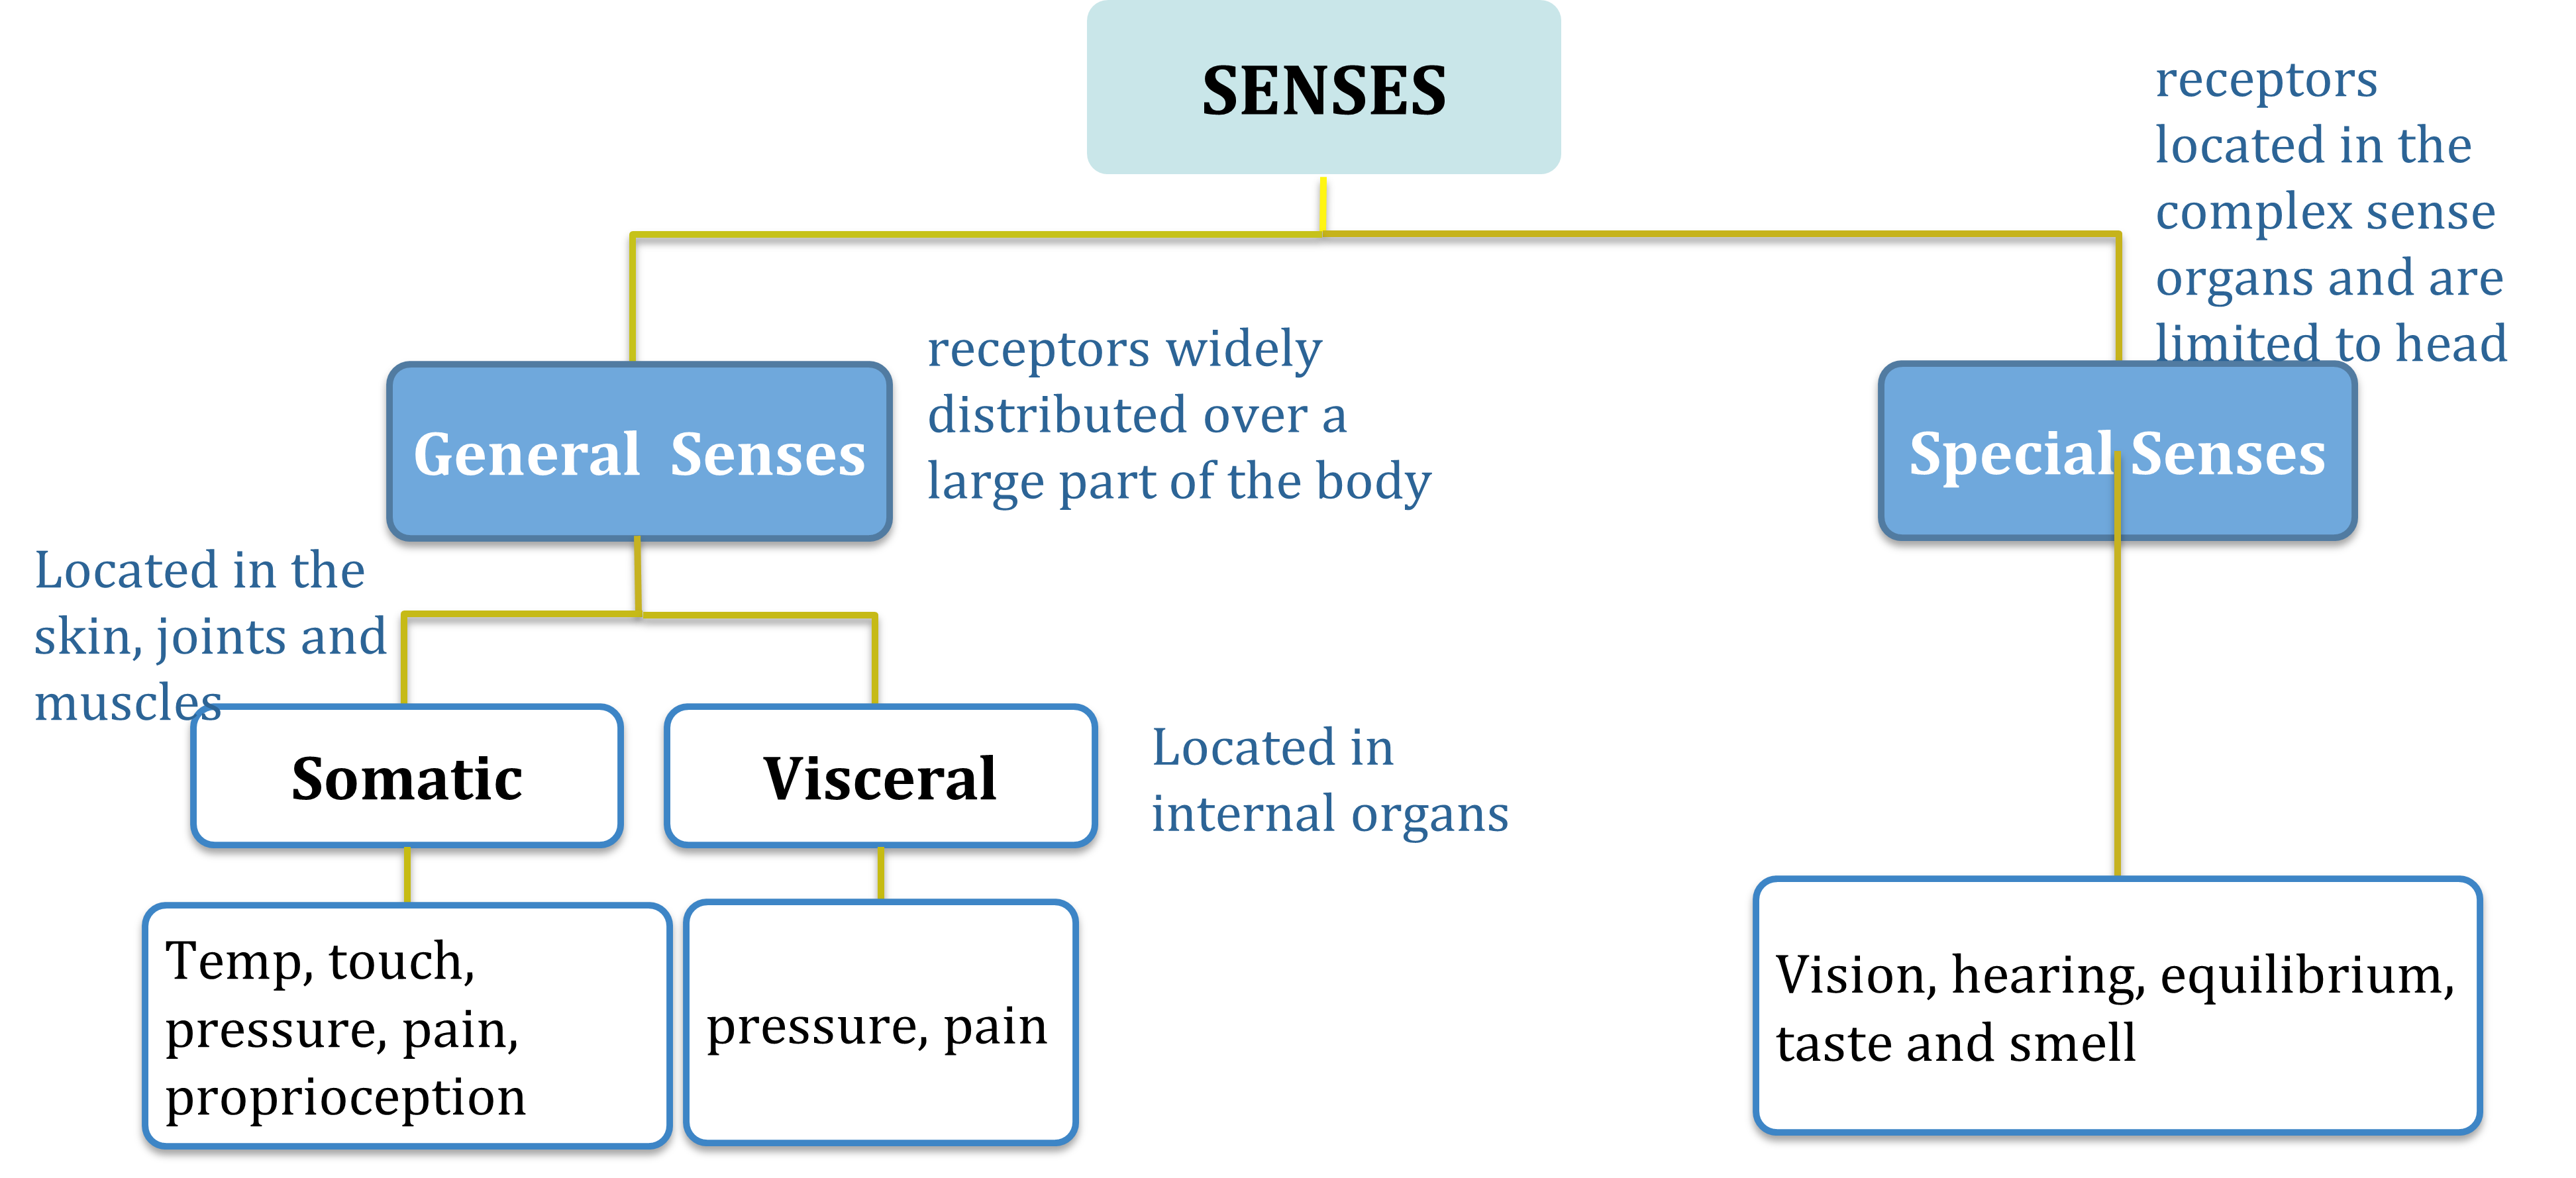 SENSES
receptors
located in the
complex sense
organs and are
limited to head
receptors widely
distributed over a
large part of the body
General  Senses
Special Senses
Located in the
skin, joints and
muscles
Somatic
Visceral
Located in
internal organs
Temp, touch,
pressure, pain,
proprioception
pressure, pain
Vision, hearing, equilibrium,
taste and smell